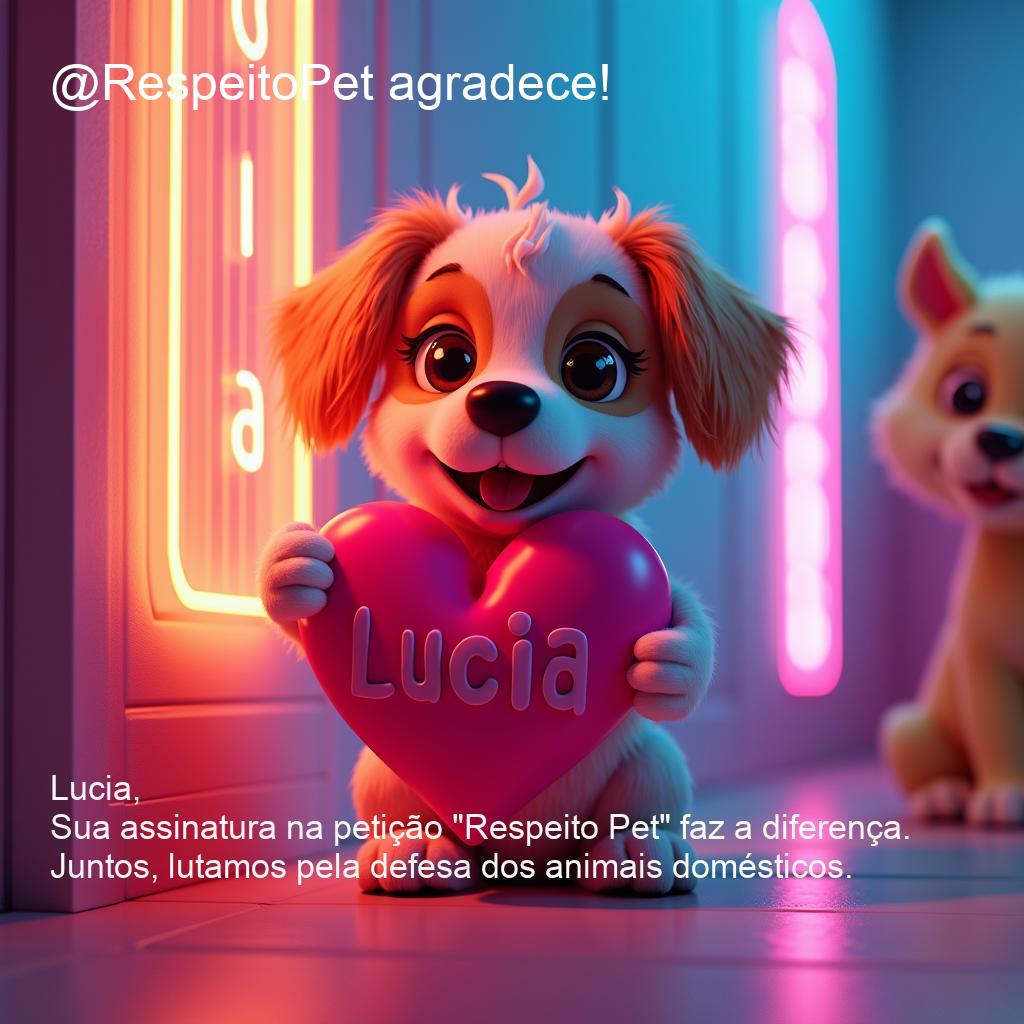 @RespeitoPet agradece!
Lucia
Lucia,
Sua assinatura na petição "Respeito Pet" faz a diferença.
Juntos, lutamos pela defesa dos animais domésticos.